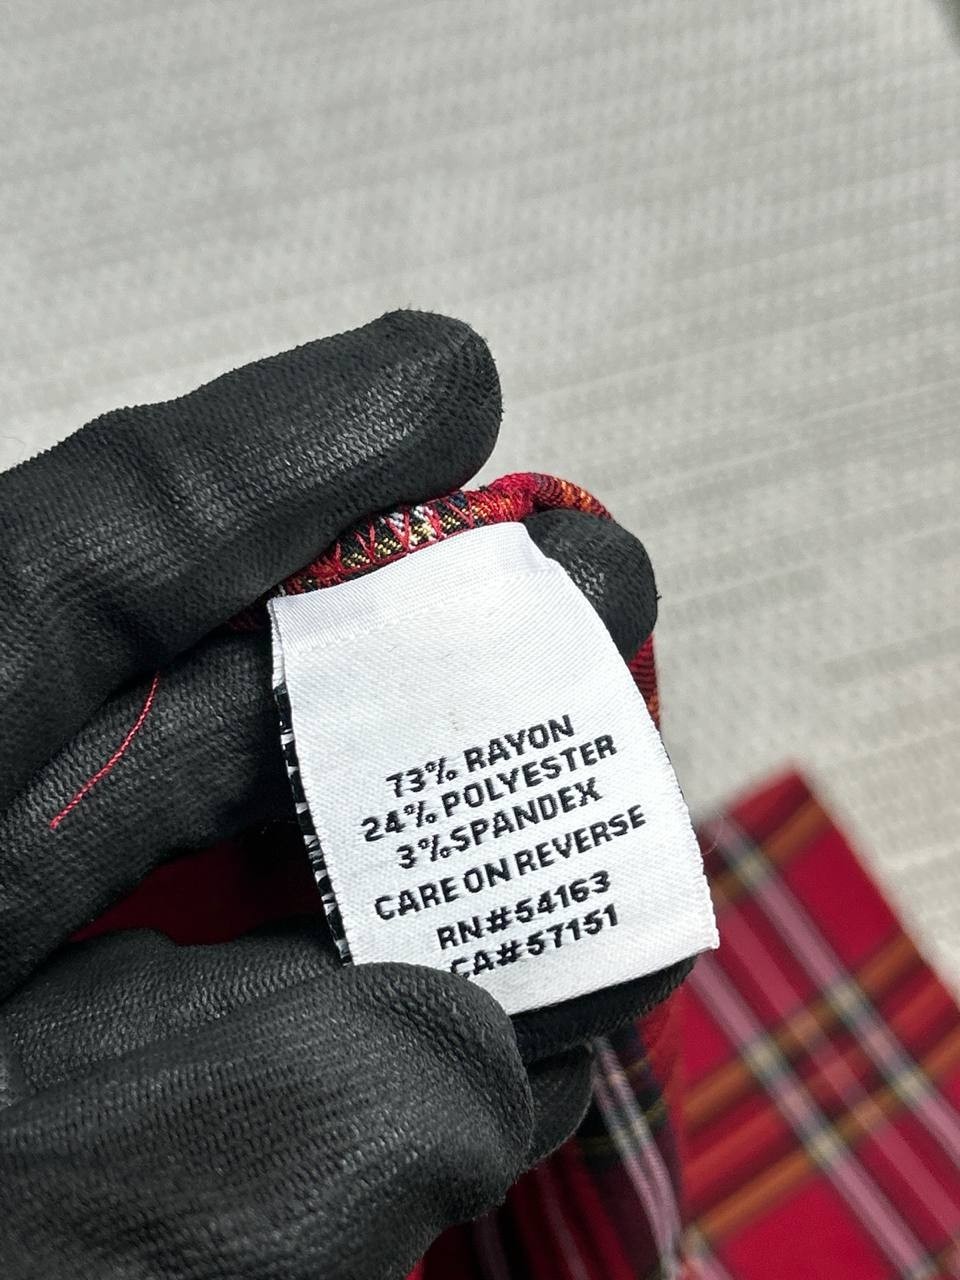 73% RAYON
24% POLYESTER
3%SPANDEX
CARE ON REVERSE
RN#54163
CA#57151